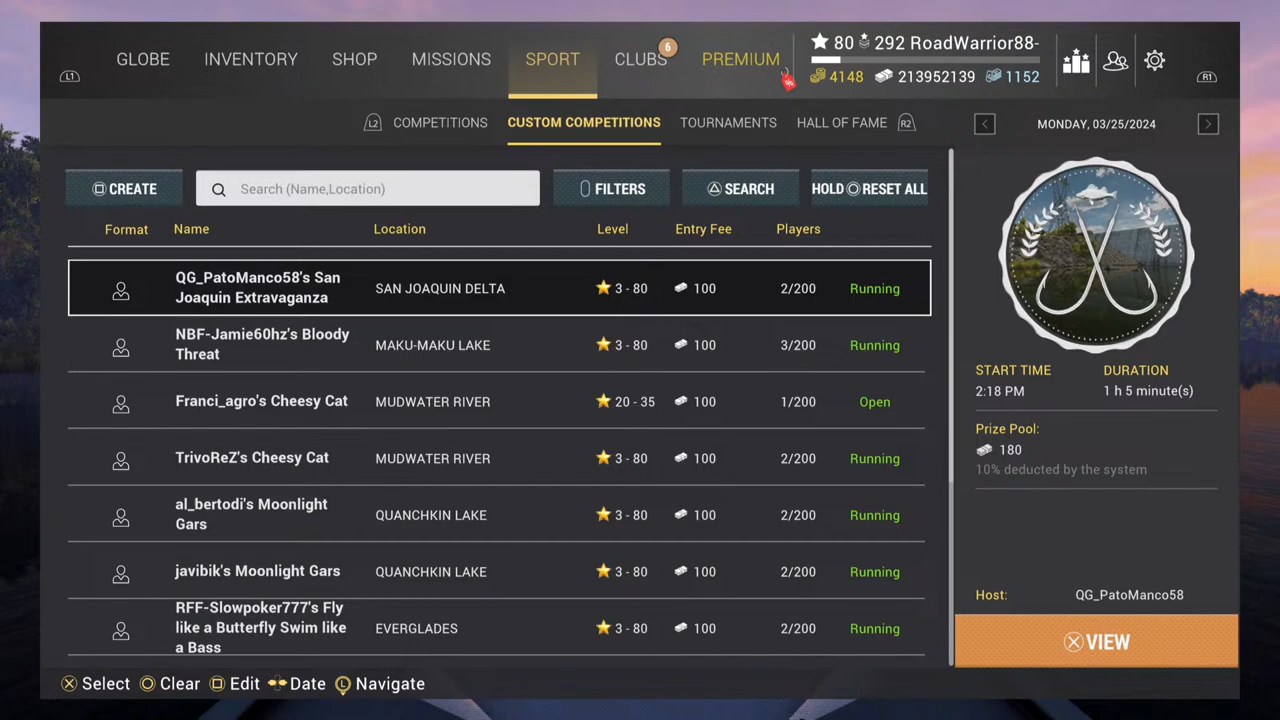 GLOBE INVENTORY SHOP MISSIONS SPORT CLUBS 6 PREMIUM % 80 292 RoadWarrior88-
L1 4148 213952139 1152 R1
L2 COMPETITIONS CUSTOM COMPETITIONS TOURNAMENTS HALL OF FAME R2 MONDAY, 03/25/2024
CREATE Search (Name,Location) FILTERS SEARCH HOLD RESET ALL
Format Name Location Level Entry Fee Players
QG_PatoManco58's San
Joaquin Extravaganza
SAN JOAQUIN DELTA 3 - 80 100 2/200 Running
NBF-Jamie60hz's Bloody
Threat
MAKU-MAKU LAKE 3 - 80 100 3/200 Running
Franci_agro's Cheesy Cat MUDWATER RIVER 20 - 35 100 1/200 Open
TrivoReZ's Cheesy Cat MUDWATER RIVER 3 - 80 100 2/200 Running
al_bertodi's Moonlight
Gars
QUANCHKIN LAKE 3 - 80 100 2/200 Running
javibik's Moonlight Gars QUANCHKIN LAKE 3 - 80 100 2/200 Running
RFF-Slowpoker777's Fly
like a Butterfly Swim like
a Bass
EVERGLADES 3 - 80 100 2/200 Running
START TIME DURATION
2:18 PM 1 h 5 minute(s)
Prize Pool:
180
10% deducted by the system
Host: QG_PatoManco58
VIEW
Select Clear Edit Date L Navigate